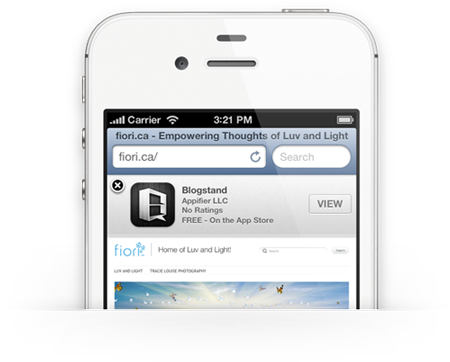 Carrier 3:21 PM
fiori.ca - Empowering Thoughts of Luv and Light
fiori.ca/ Search
Blogstand
Appifier LLC
No Ratings
FREE - On the App Store
VIEW
fiori Home of Luv and Light! Search
LUV AND LIGHT TRACIE LOUISE PHOTOGRAPHY